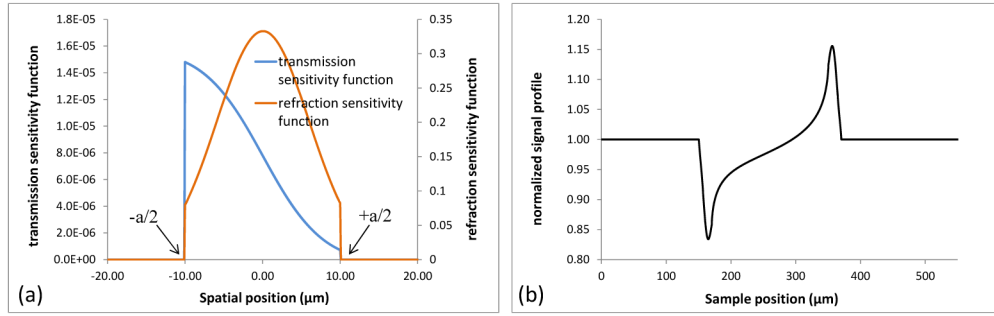 1.8E-05
1.6E-05
1.4E-05
1.2E-05
1.0E-05
8.0E-06
6.0E-06
4.0E-06
2.0E-06
0.0E+00
transmission sensitivity function
0.35
0.3
0.25
0.2
0.15
0.1
0.05
0
refraction sensitivity function
transmission
sensitivity function
refraction sensitivity
function
-a/2
+a/2
-20.00 -10.00 0.00 10.00 20.00
Spatial position (μm)
(a)
1.20
1.15
1.10
1.05
1.00
0.95
0.90
0.85
0.80
normalized signal profile
0 100 200 300 400 500
Sample position (μm)
(b)